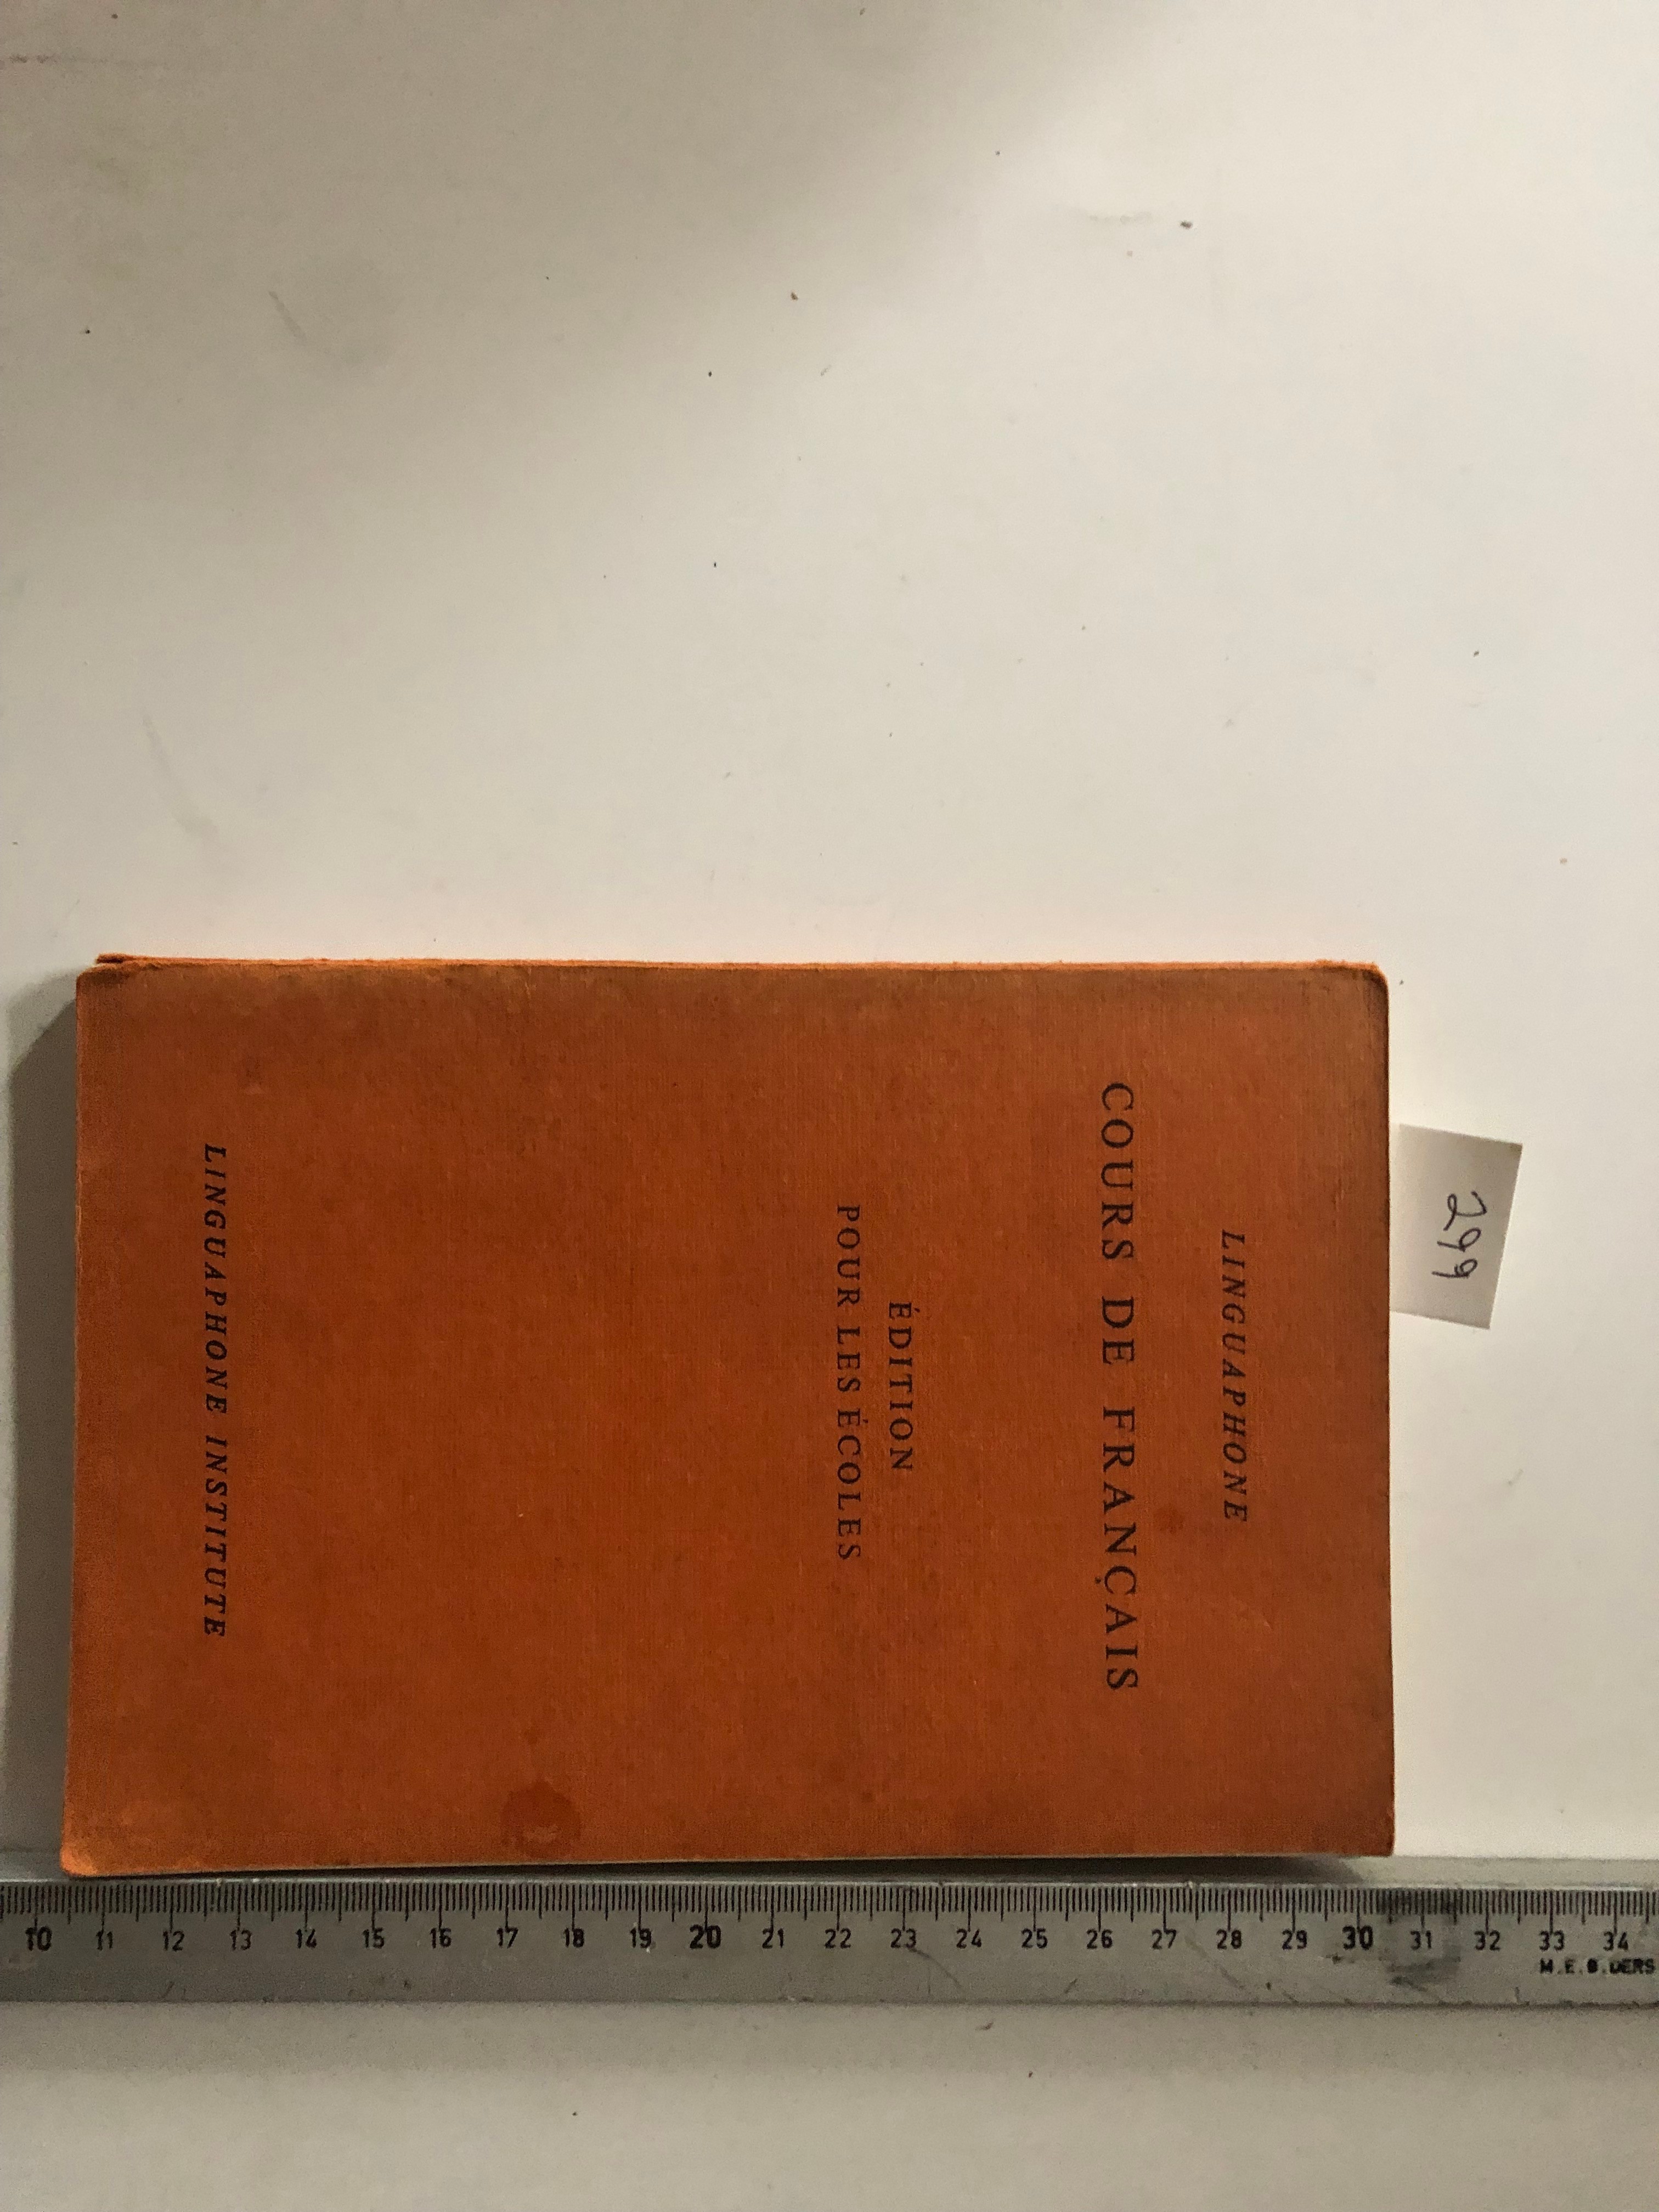 299
LINGUAPHONE
COURS DE FRANÇAIS
ÉDITION
POUR LES ÉCOLES
LINGUAPHONE INSTITUTE
10 11 12 13 14 15 16 17 18 19 20 21 22 23 24 25 26 27 28 29 30 31 32 33 34